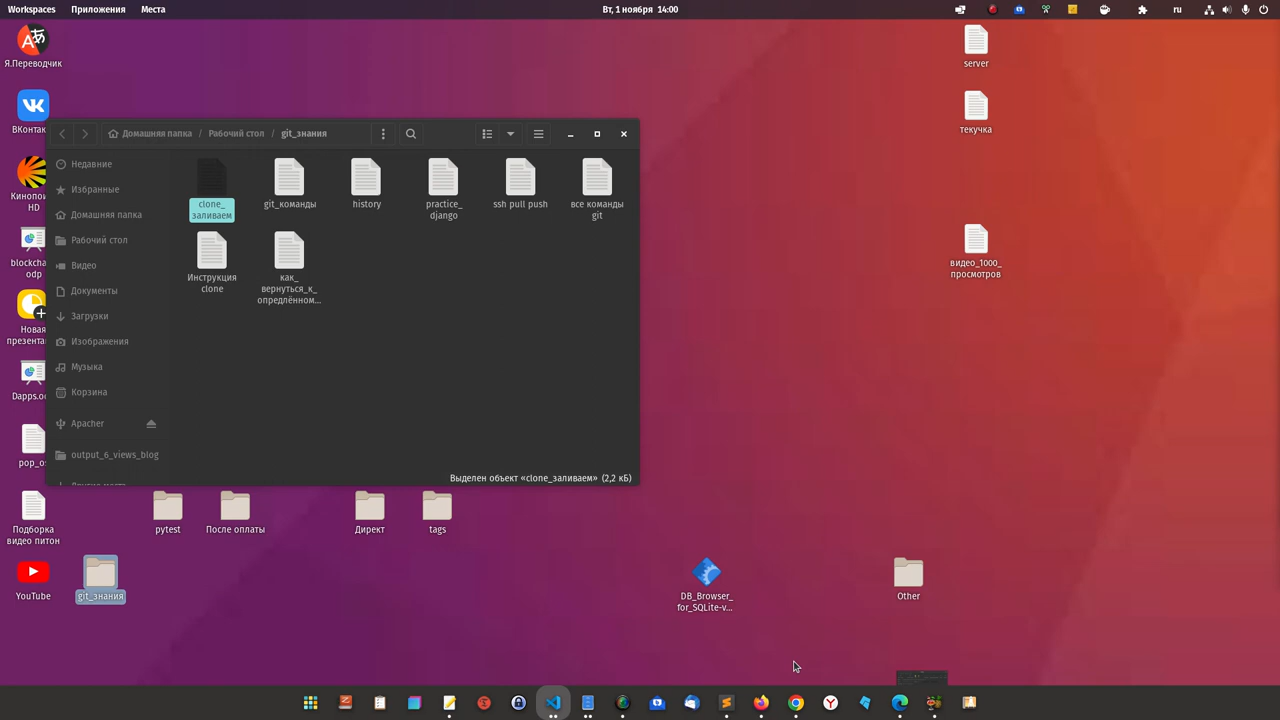 Workspaces Приложения Места
Вт, 1 ноября 14:00
ru
Я.Переводчик
ВКонтак
Кинопои
HD
blockcha
odp
Новая
презента
Dapps.oc
pop_os
Подборка
видео питон
YouTube
git_знания
Домашняя папка / Рабочий стол / git_знания
Недавние
Избранные
Домашняя папка
Рабочий стол
Видео
Документы
Загрузки
Изображения
Музыка
Корзина
Apacher
output_6_views_blog
clone_
заливаем
git_команды
history
practice_
django
ssh pull push
все команды
git
Инструкция
clone
как_
вернуться_к_
опредлённом...
Выделен объект «clone_заливаем» (2,2 кБ)
pytest
После оплаты
Директ
tags
DB_Browser_
for_SQLite-v...
Other
server
текучка
видео_1000_
просмотров